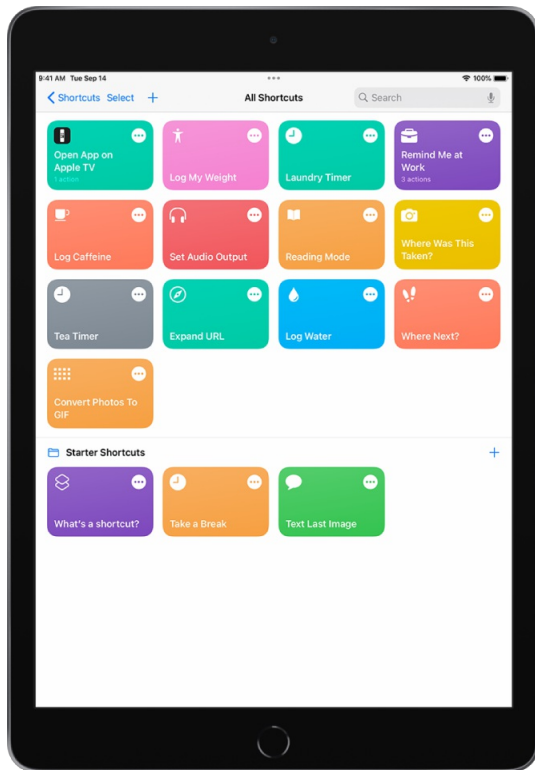 9:41 AM Tue Sep 14
100%
Shortcuts Select
All Shortcuts
Search
Open App on
Apple TV
1 action
Log My Weight
Laundry Timer
Remind Me at
Work
3 actions
Log Caffeine
Set Audio Output
Reading Mode
Where Was This
Taken?
Tea Timer
Expand URL
Log Water
Where Next?
Convert Photos To
GIF
Starter Shortcuts
What's a shortcut?
Take a Break
Text Last Image